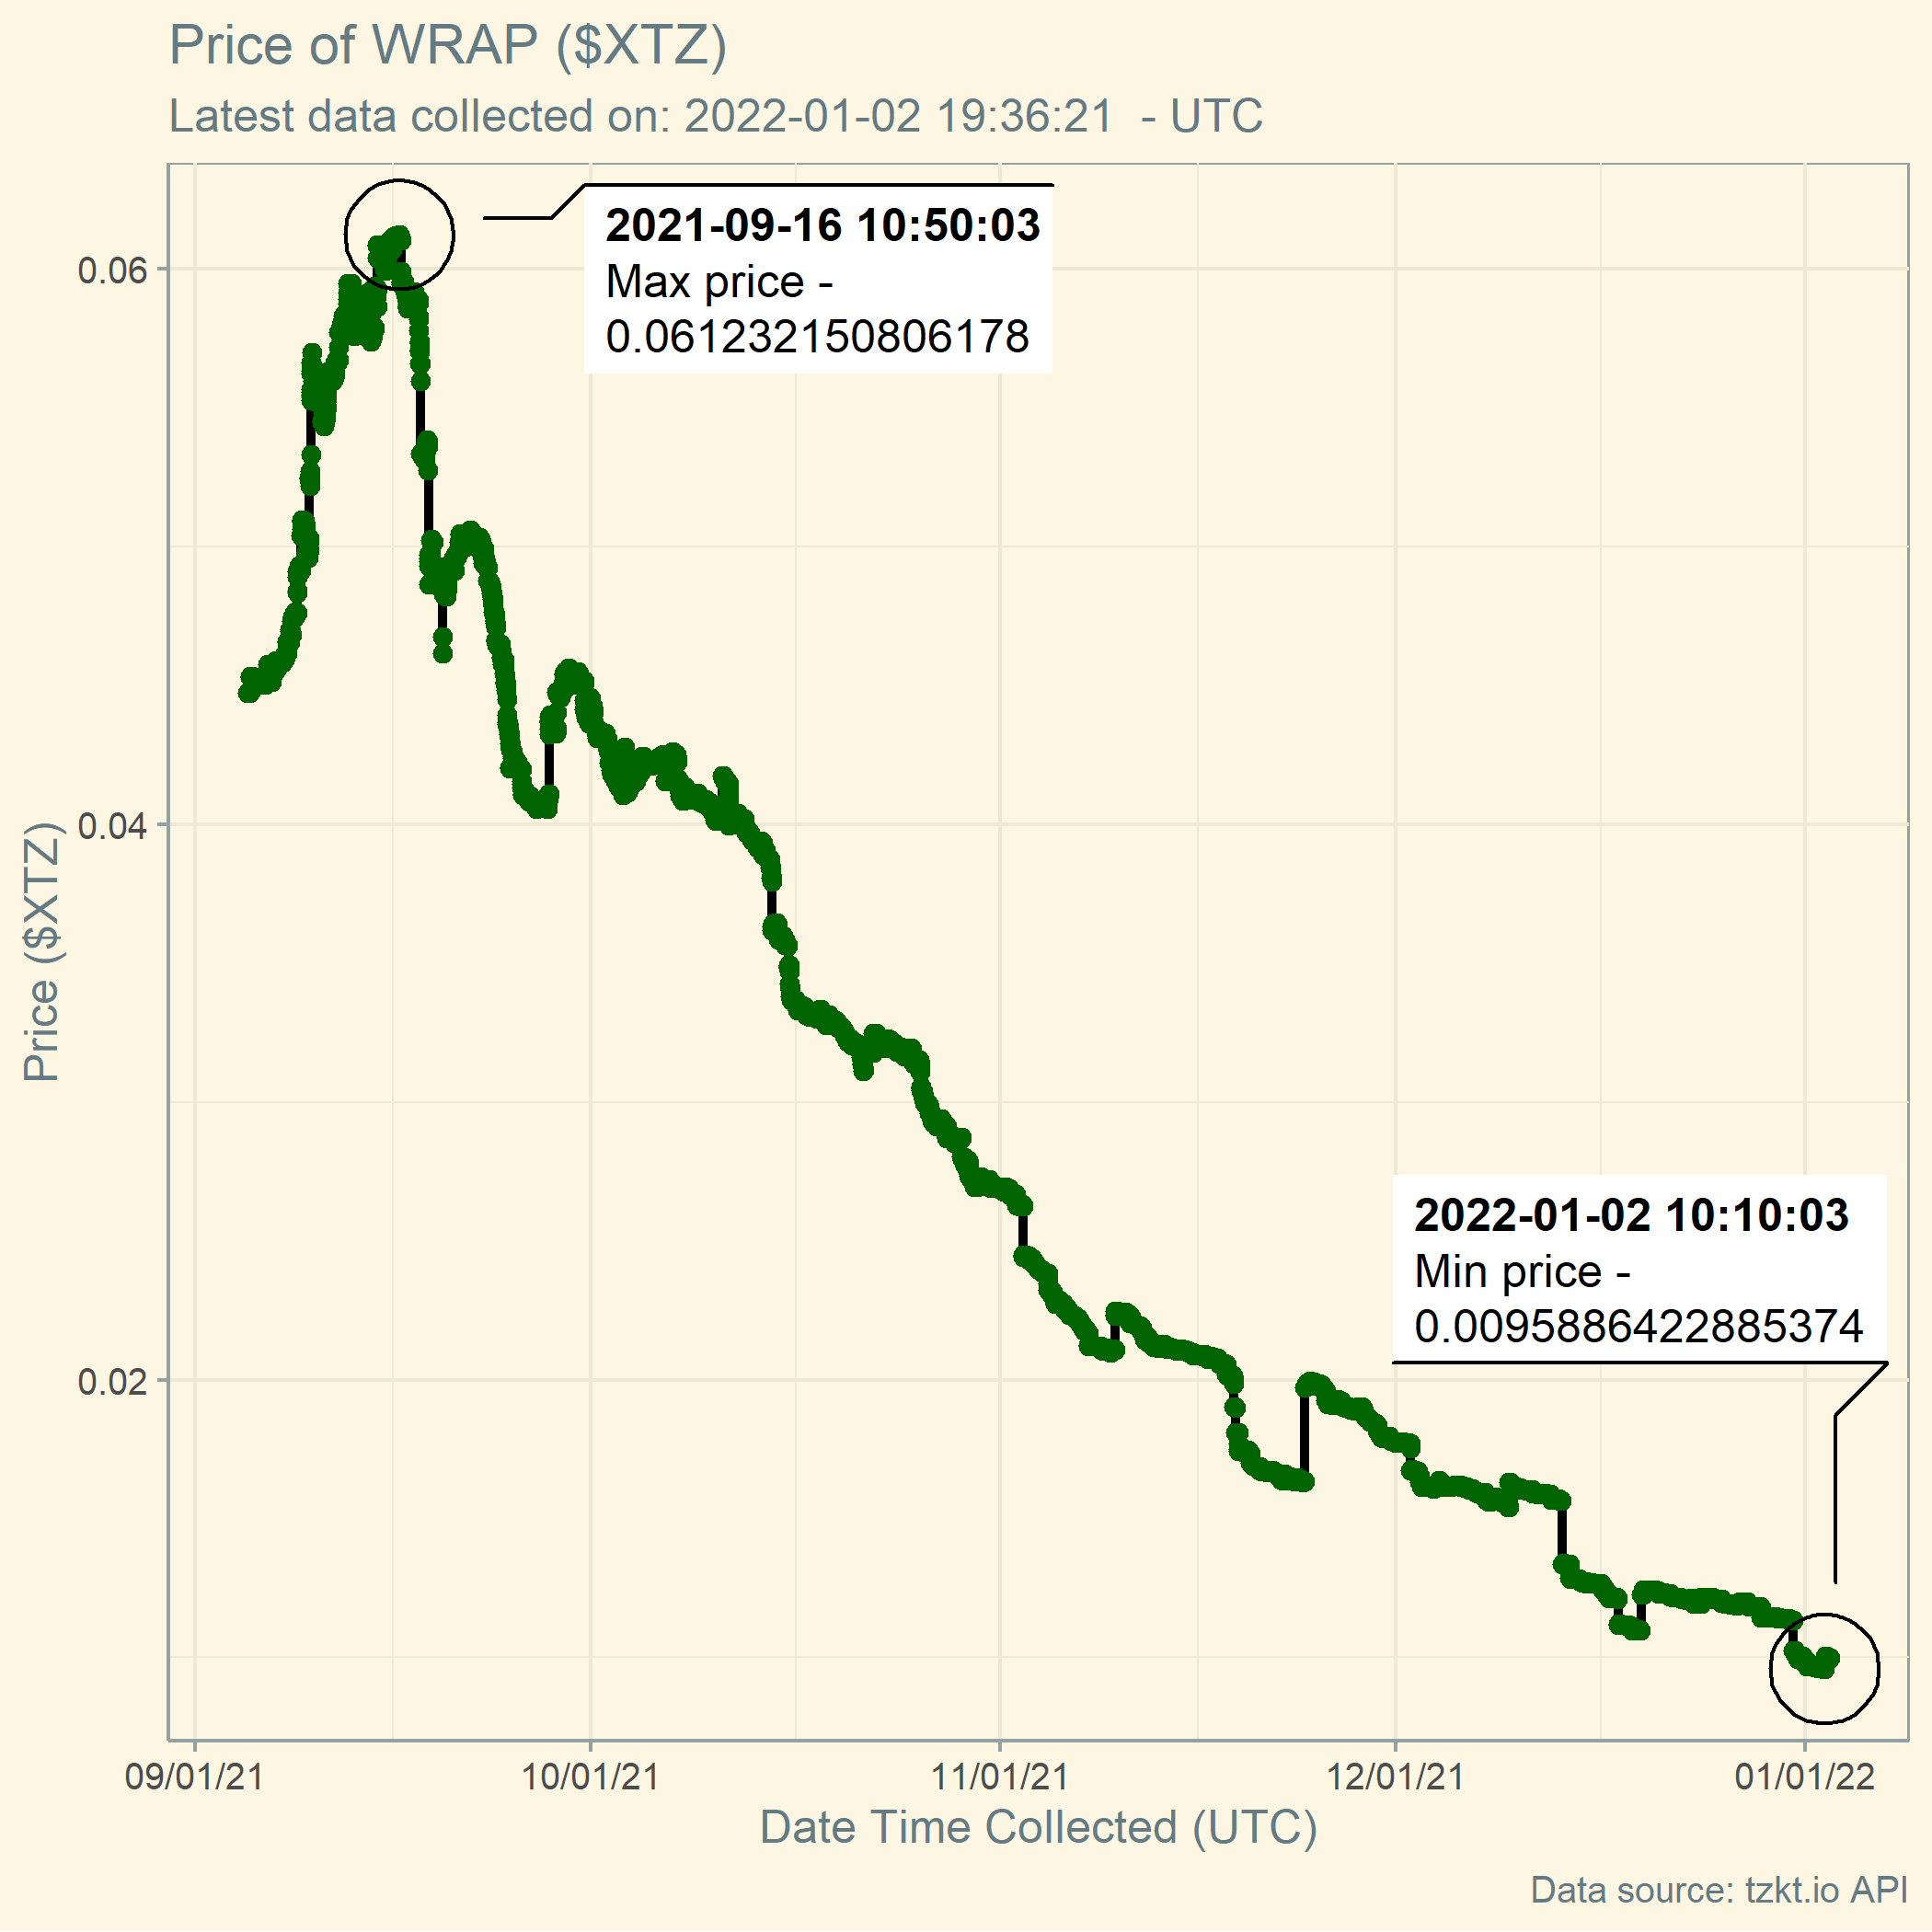 Price of WRAP ($XTZ)
Latest data collected on: 2022-01-02 19:36:21  - UTC
2021-09-16 10:50:03
Max price -
0.061232150806178
0.06
0.04
0.02
Price ($XTZ)
2022-01-02 10:10:03
Min price -
0.0095886422885374
09/01/21
10/01/21
11/01/21
12/01/21
01/01/22
Date Time Collected (UTC)
Data source: tzkt.io API